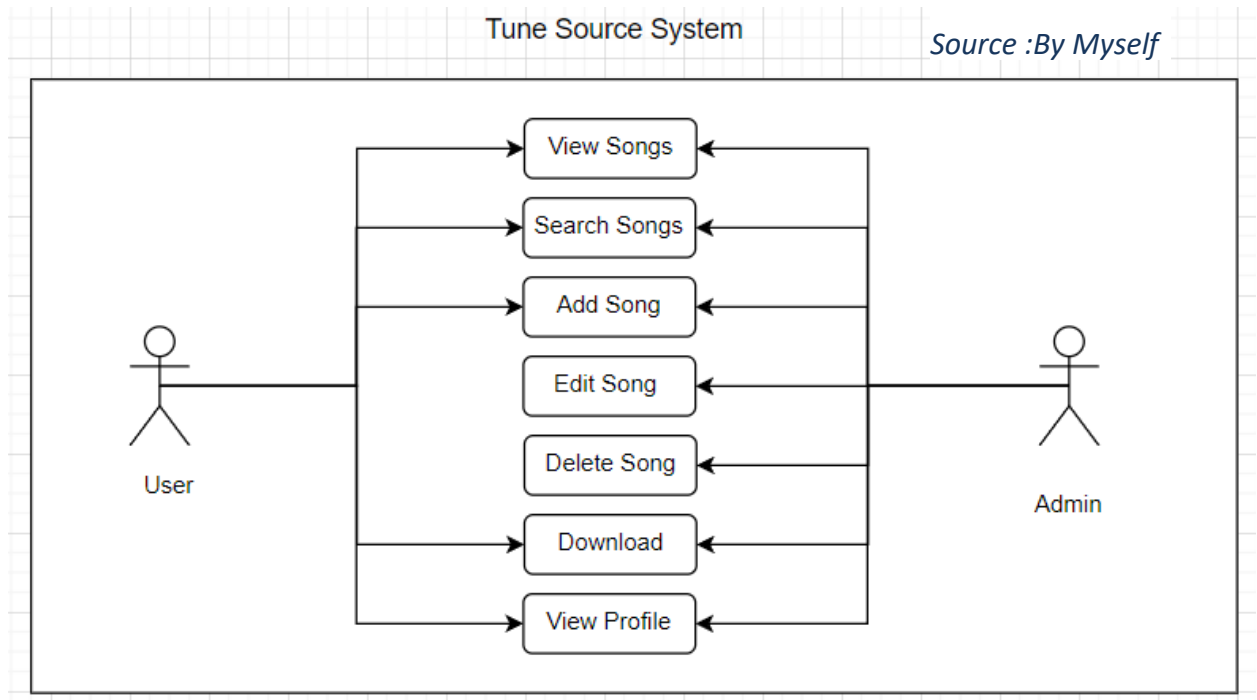 Tune Source System
Source :By Myself
View Songs
Search Songs
Add Song
Edit Song
Delete Song
Download
View Profile
User
Admin